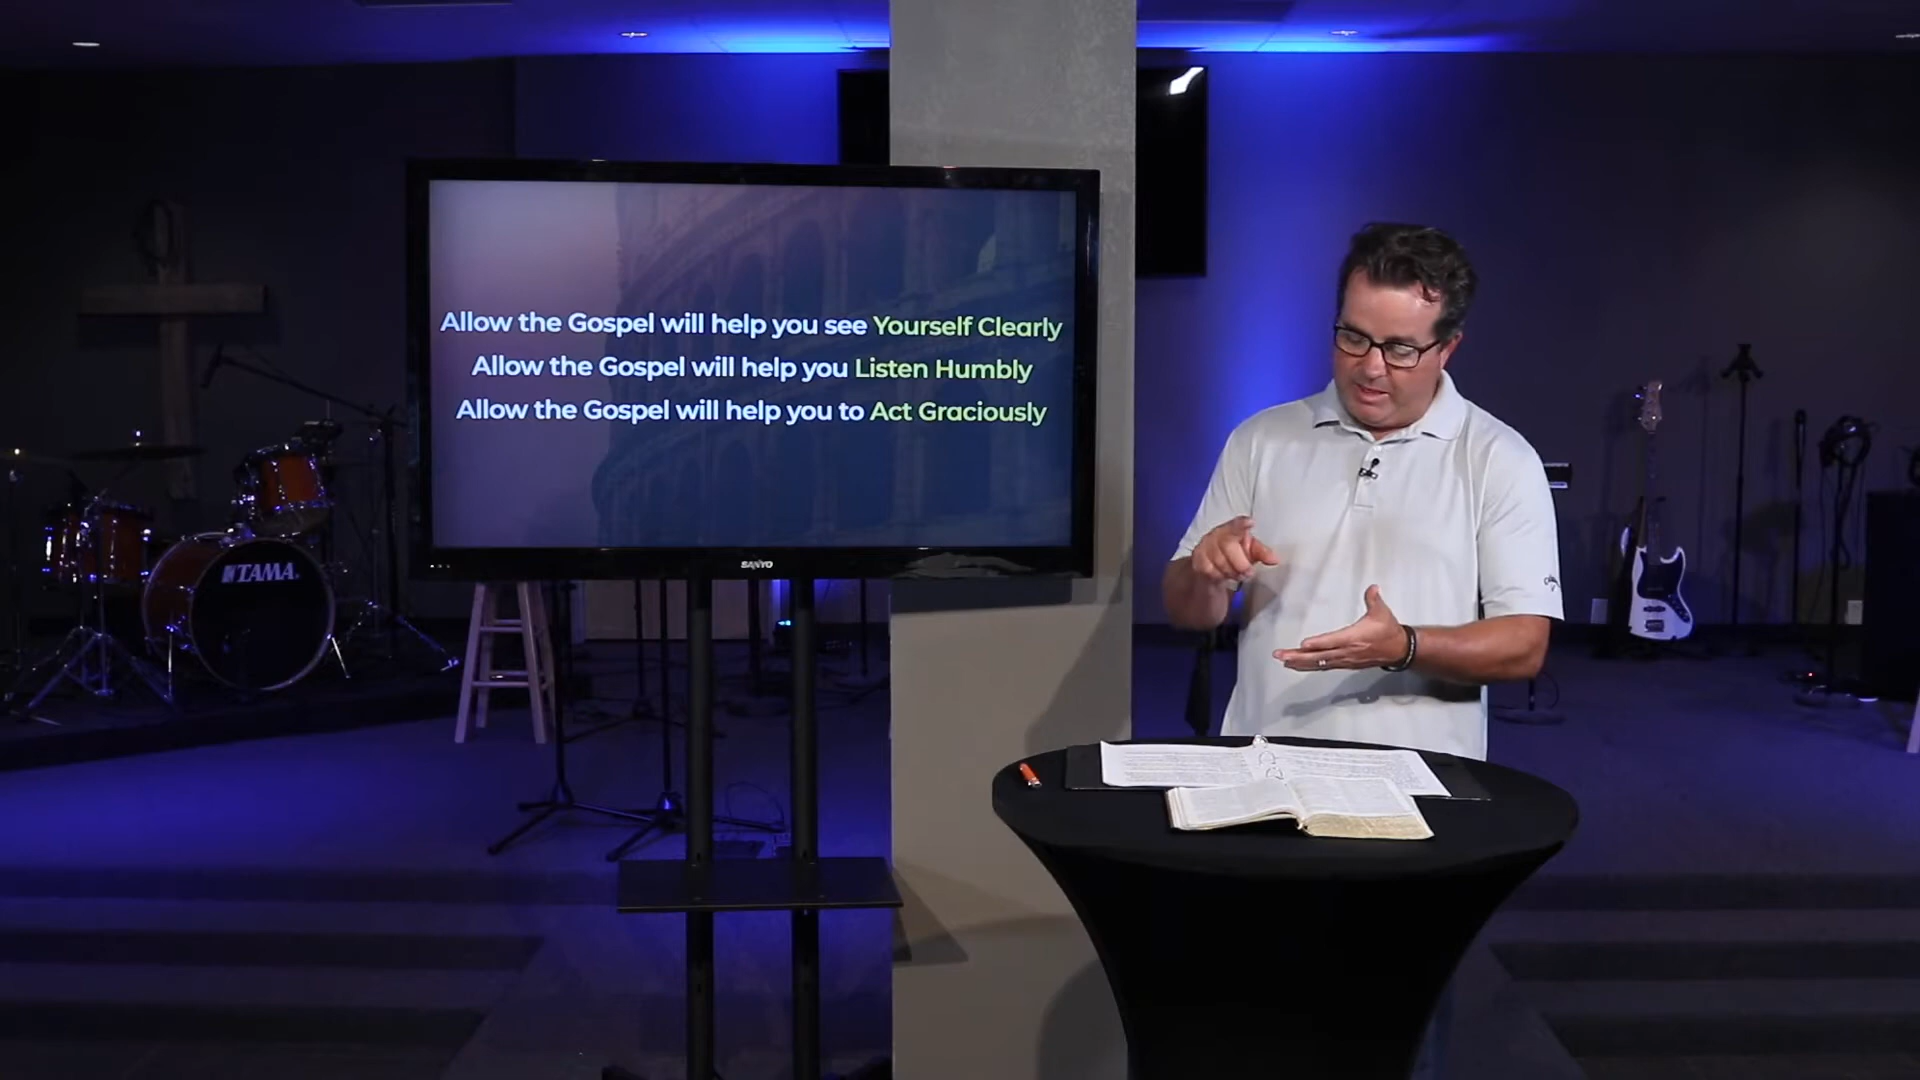 Allow the Gospel will help you see Yourself Clearly
Allow the Gospel will help you Listen Humbly
Allow the Gospel will help you to Act Graciously
SANYO
TAMA